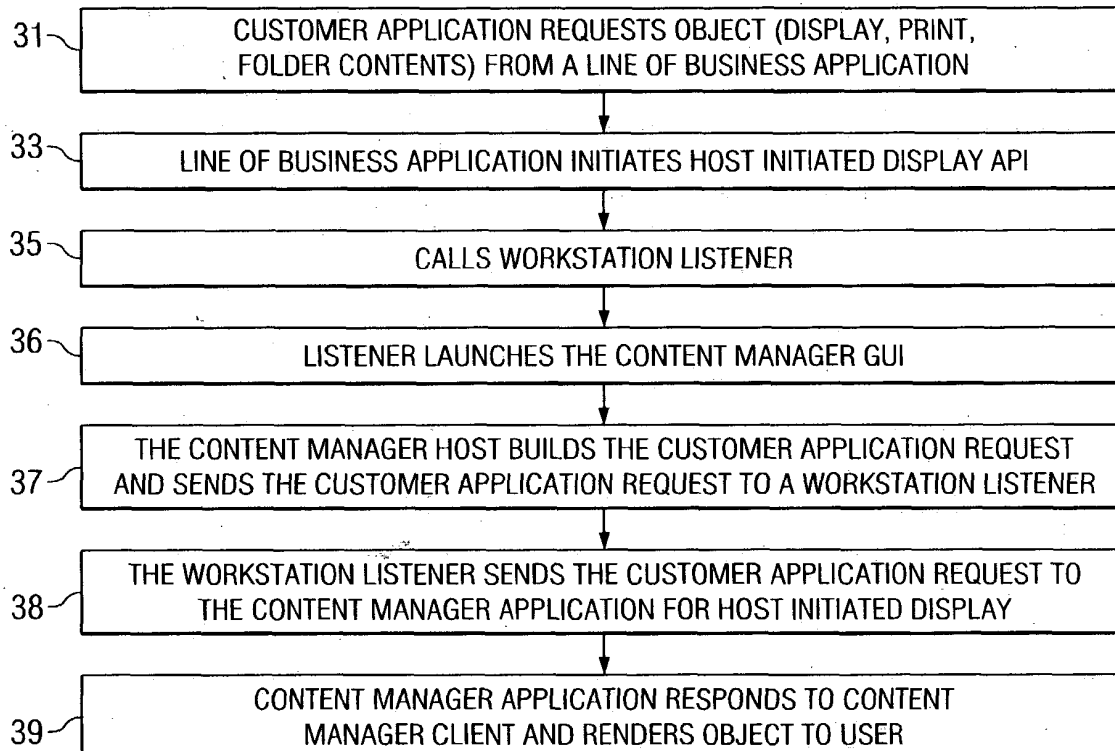 31
CUSTOMER APPLICATION REQUESTS OBJECT (DISPLAY, PRINT,
FOLDER CONTENTS) FROM A LINE OF BUSINESS APPLICATION
33
LINE OF BUSINESS APPLICATION INITIATES HOST INITIATED DISPLAY API
35
CALLS WORKSTATION LISTENER
36
LISTENER LAUNCHES THE CONTENT MANAGER GUI
37
THE CONTENT MANAGER HOST BUILDS THE CUSTOMER APPLICATION REQUEST
AND SENDS THE CUSTOMER APPLICATION REQUEST TO A WORKSTATION LISTENER
38
THE WORKSTATION LISTENER SENDS THE CUSTOMER APPLICATION REQUEST TO
THE CONTENT MANAGER APPLICATION FOR HOST INITIATED DISPLAY
39
CONTENT MANAGER APPLICATION RESPONDS TO CONTENT
MANAGER CLIENT AND RENDERS OBJECT TO USER